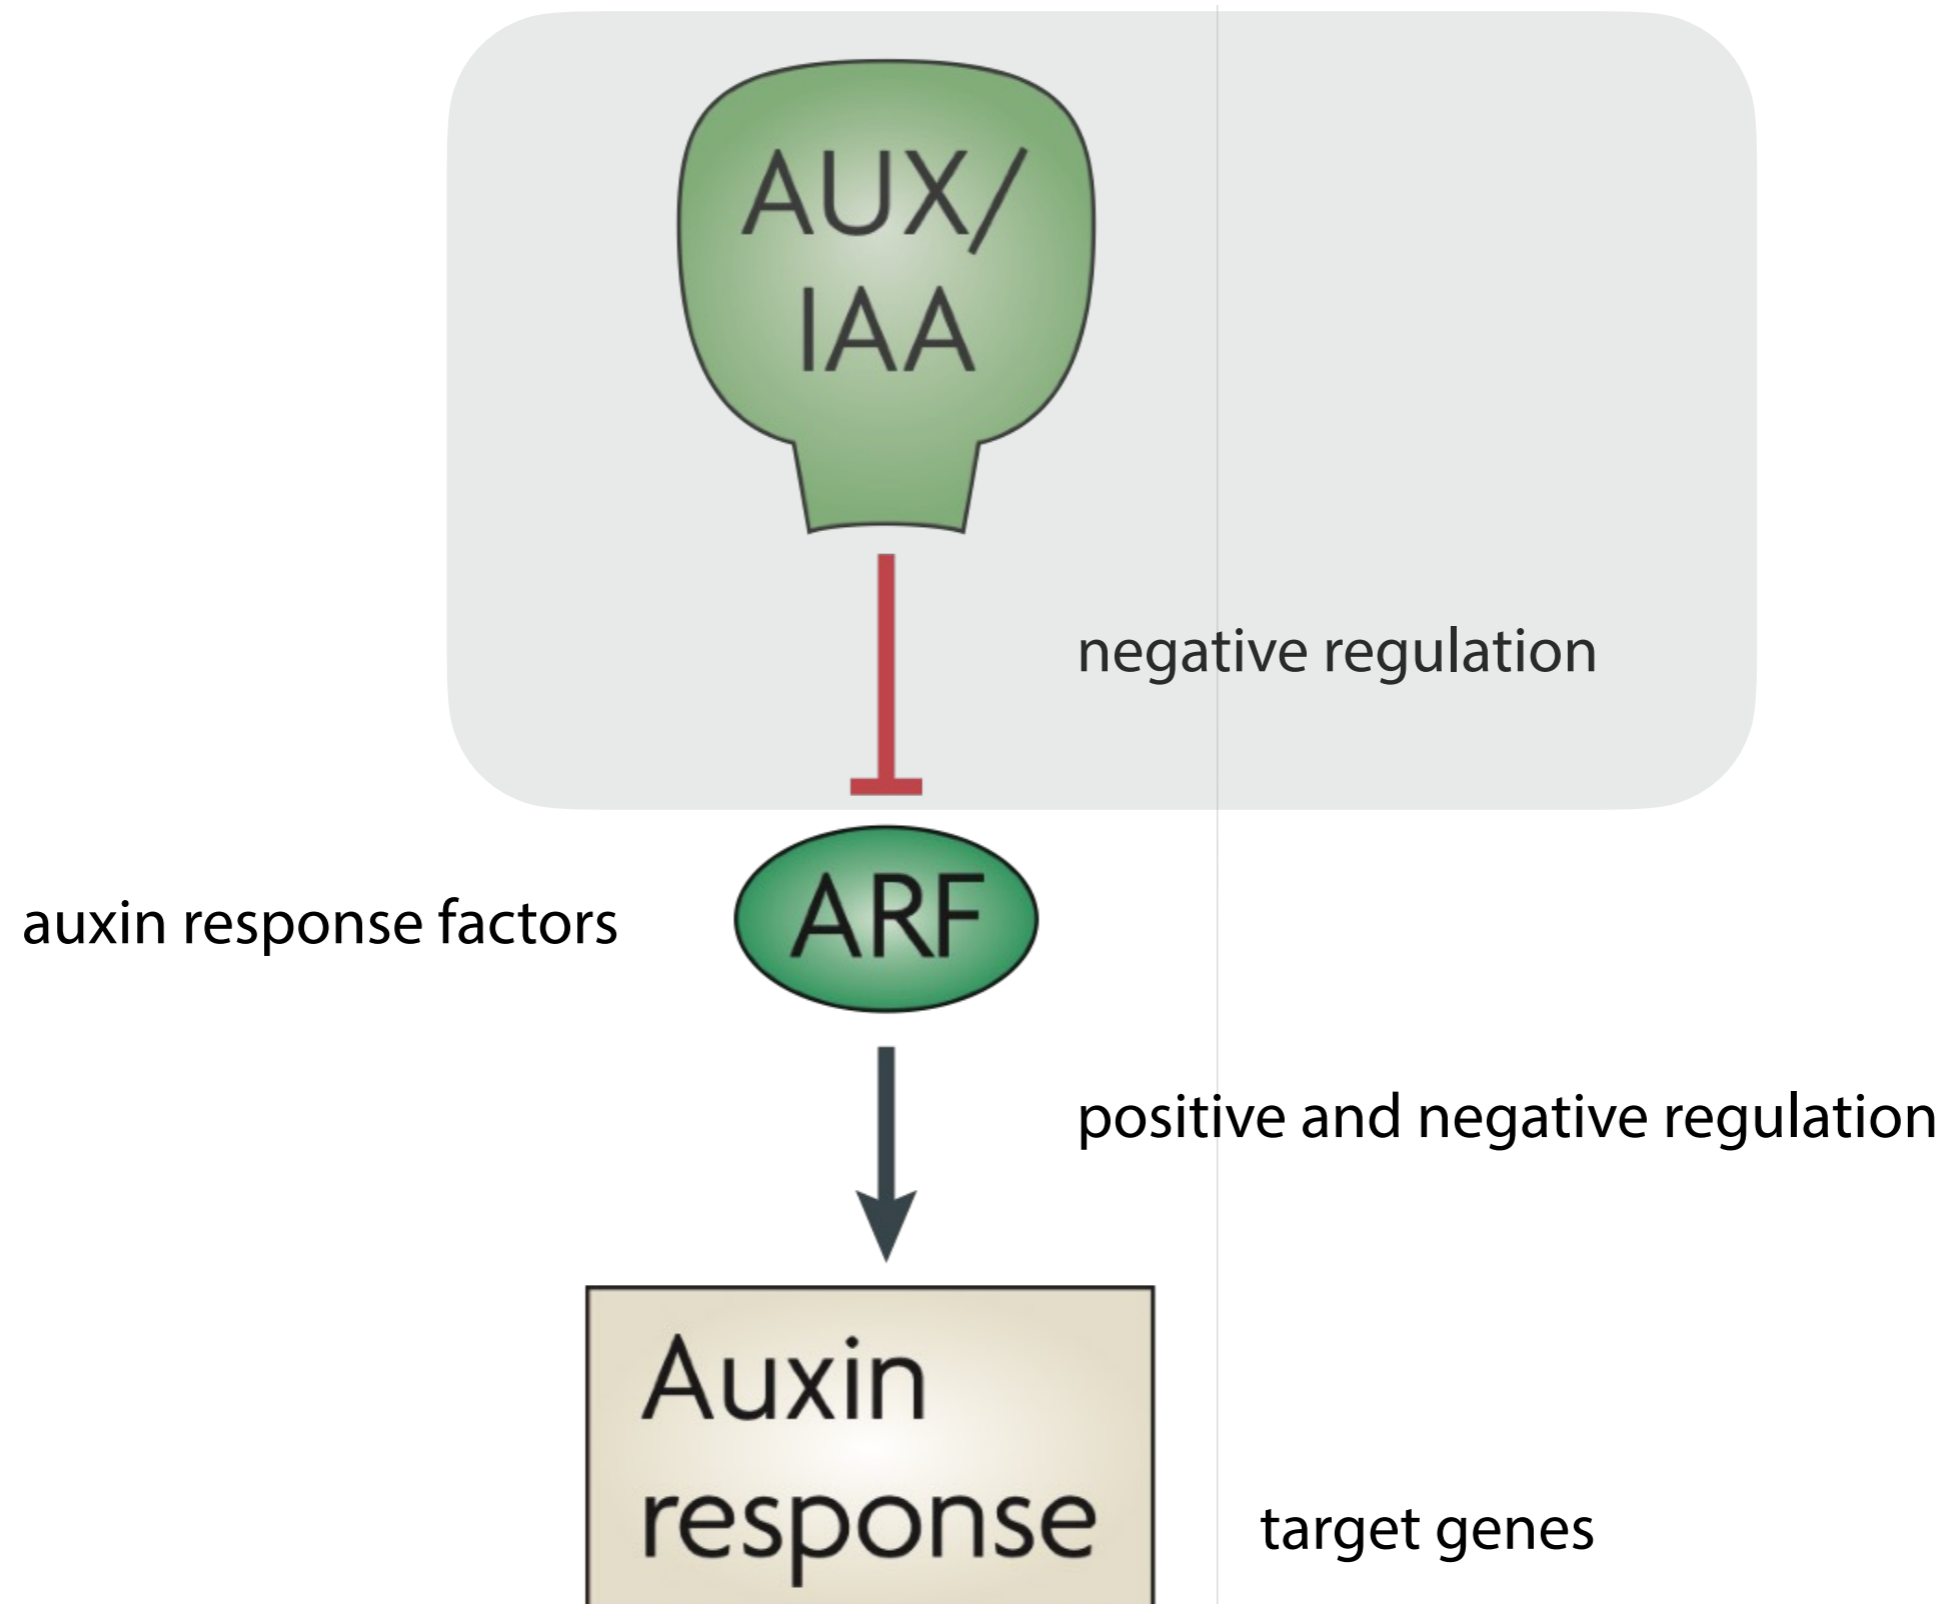 AUX/
IAA
negative regulation
auxin response factors
ARF
positive and negative regulation
Auxin
response
target genes